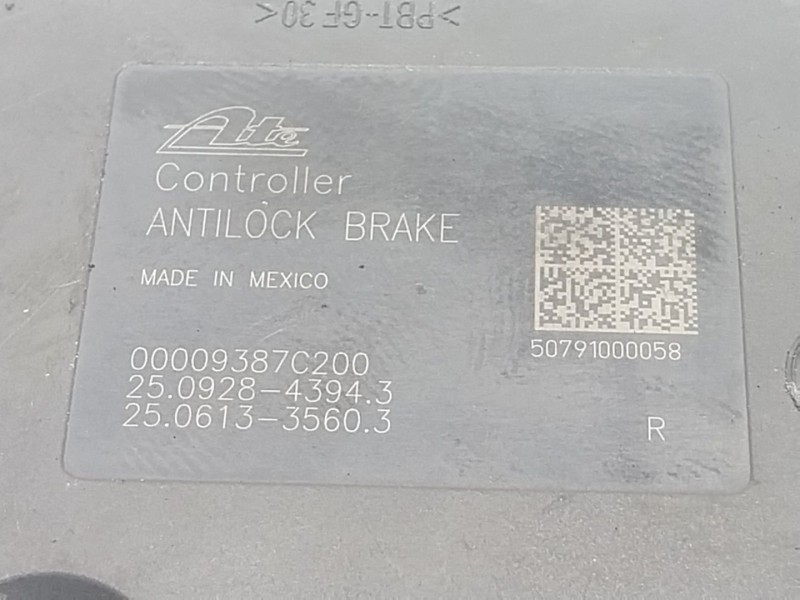 >PBT-GF30<
Ate
Controller
ANTILOCK BRAKE
MADE IN MEXICO
50791000058
00009387C200
25.0928-4394.3
25.0613-3560.3
R